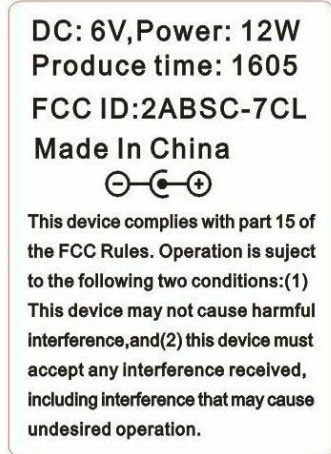 DC: 6V,Power: 12W
Produce time: 1605
FCC ID:2ABSC-7CL
Made In China
This device complies with part 15 of
the FCC Rules. Operation is suject
to the following two conditions:(1)
This device may not cause harmful
interference,and(2) this device must
accept any interference received,
including interference that may cause
undesired operation.